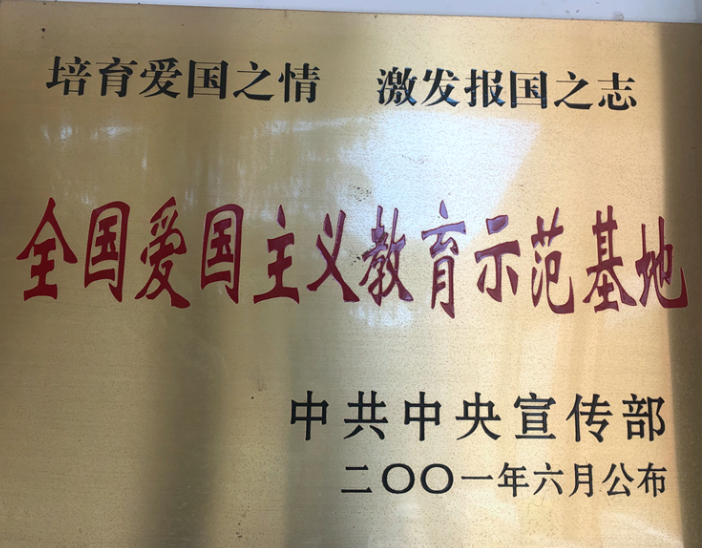 培育爱国之情 激发报国之志
全国爱国主义教育示范基地
中共中央宣传部
二〇〇一年六月公布